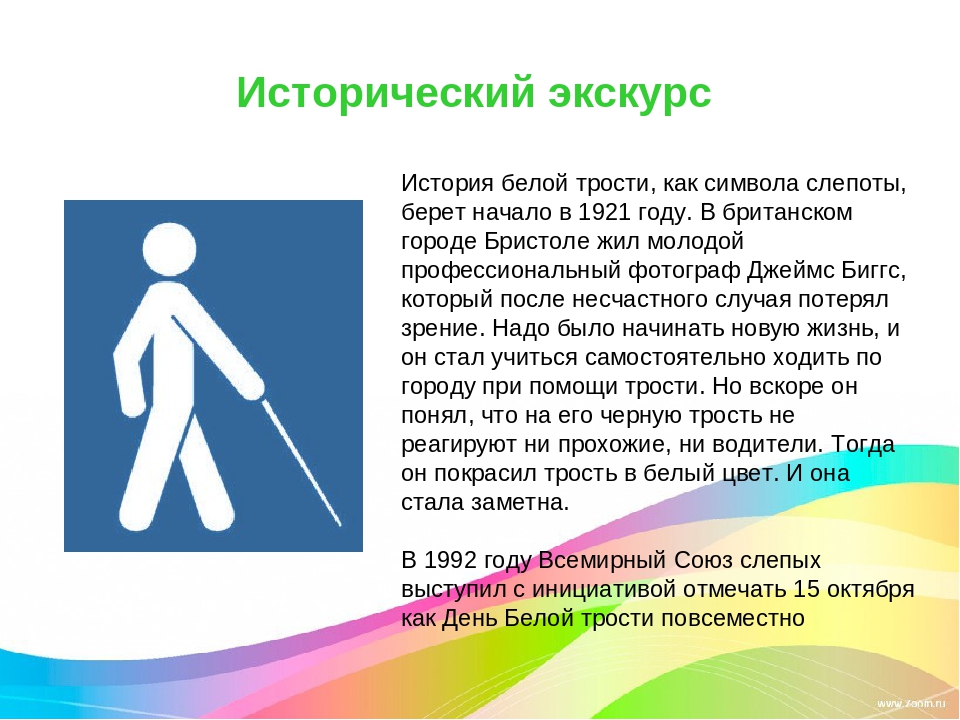 Исторический экскурс
История белой трости, как символа слепоты,
берет начало в 1921 году. В британском
городе Бристоле жил молодой
профессиональный фотограф Джеймс Биггс,
который после несчастного случая потерял
зрение. Надо было начинать новую жизнь, и
он стал учиться самостоятельно ходить по
городу при помощи трости. Но вскоре он
понял, что на его черную трость не
реагируют ни прохожие, ни водители. Тогда
он покрасил трость в белый цвет. И она
стала заметна.
В 1992 году Всемирный Союз слепых
выступил с инициативой отмечать 15 октября
как День Белой трости повсеместно